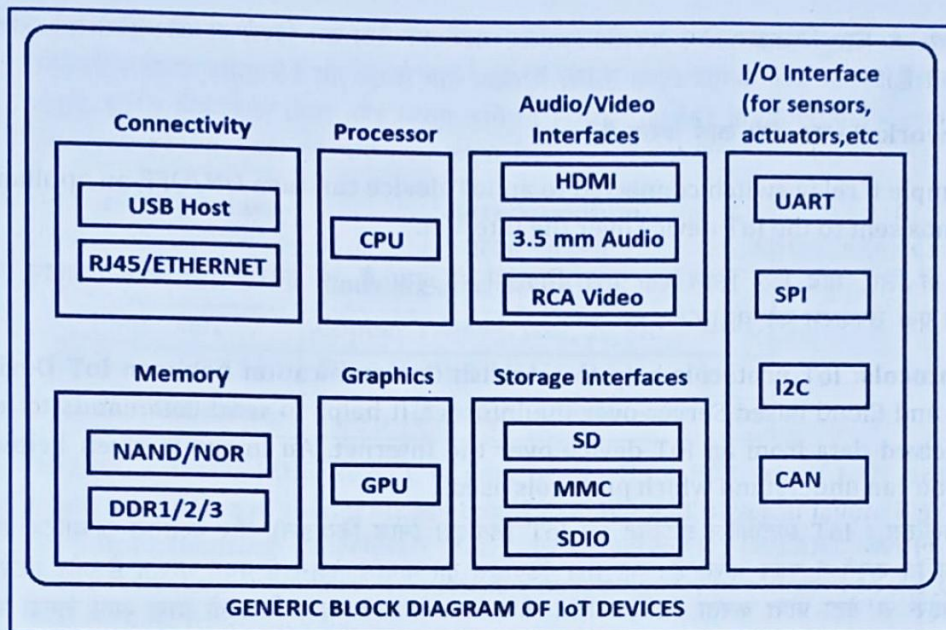 Connectivity
USB Host
RJ45/ETHERNET
Processor
CPU
Audio/Video
Interfaces
HDMI
3.5 mm Audio
RCA Video
I/O Interface
(for sensors,
actuators,etc
UART
SPI
I2C
CAN
Memory
NAND/NOR
DDR1/2/3
Graphics
GPU
Storage Interfaces
SD
MMC
SDIO
GENERIC BLOCK DIAGRAM OF IoT DEVICES